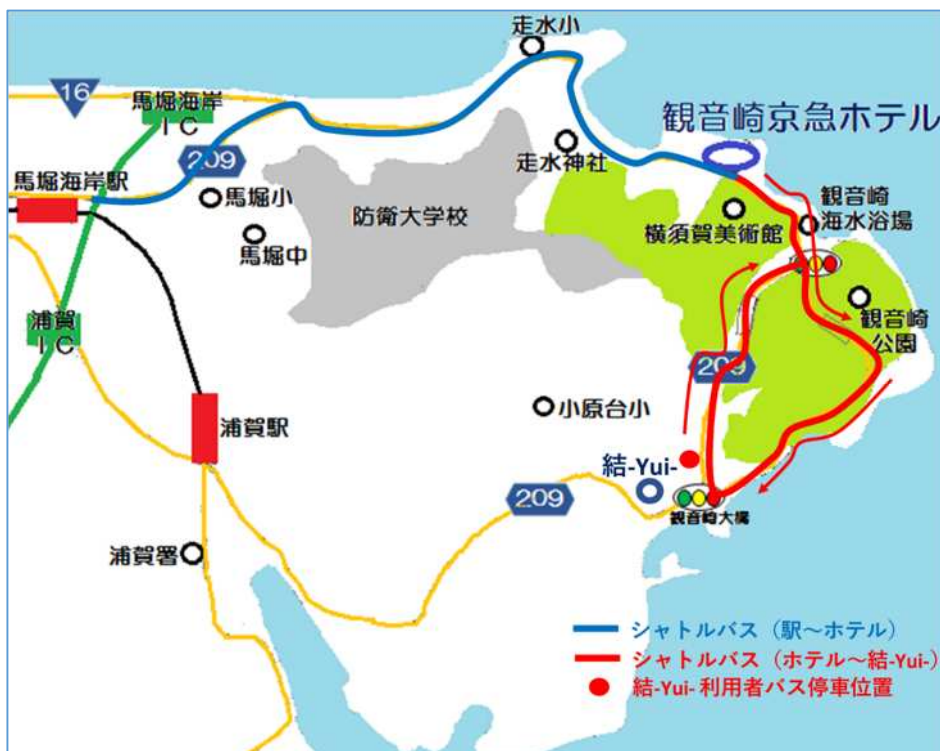 走水小
16
馬堀海岸
IC
観音崎京急ホテル
209
走水神社
馬堀海岸駅
馬堀小
防衛大学校
観音崎
海水浴場
横須賀美術館
馬堀中
観音崎
公園
浦賀
IC
209
小原台小
浦賀駅
結-Yui-
209
観音崎大橋
浦賀署
シャトルバス（駅～ホテル）
シャトルバス（ホテル～結-Yui-）
結-Yui- 利用者バス停車位置